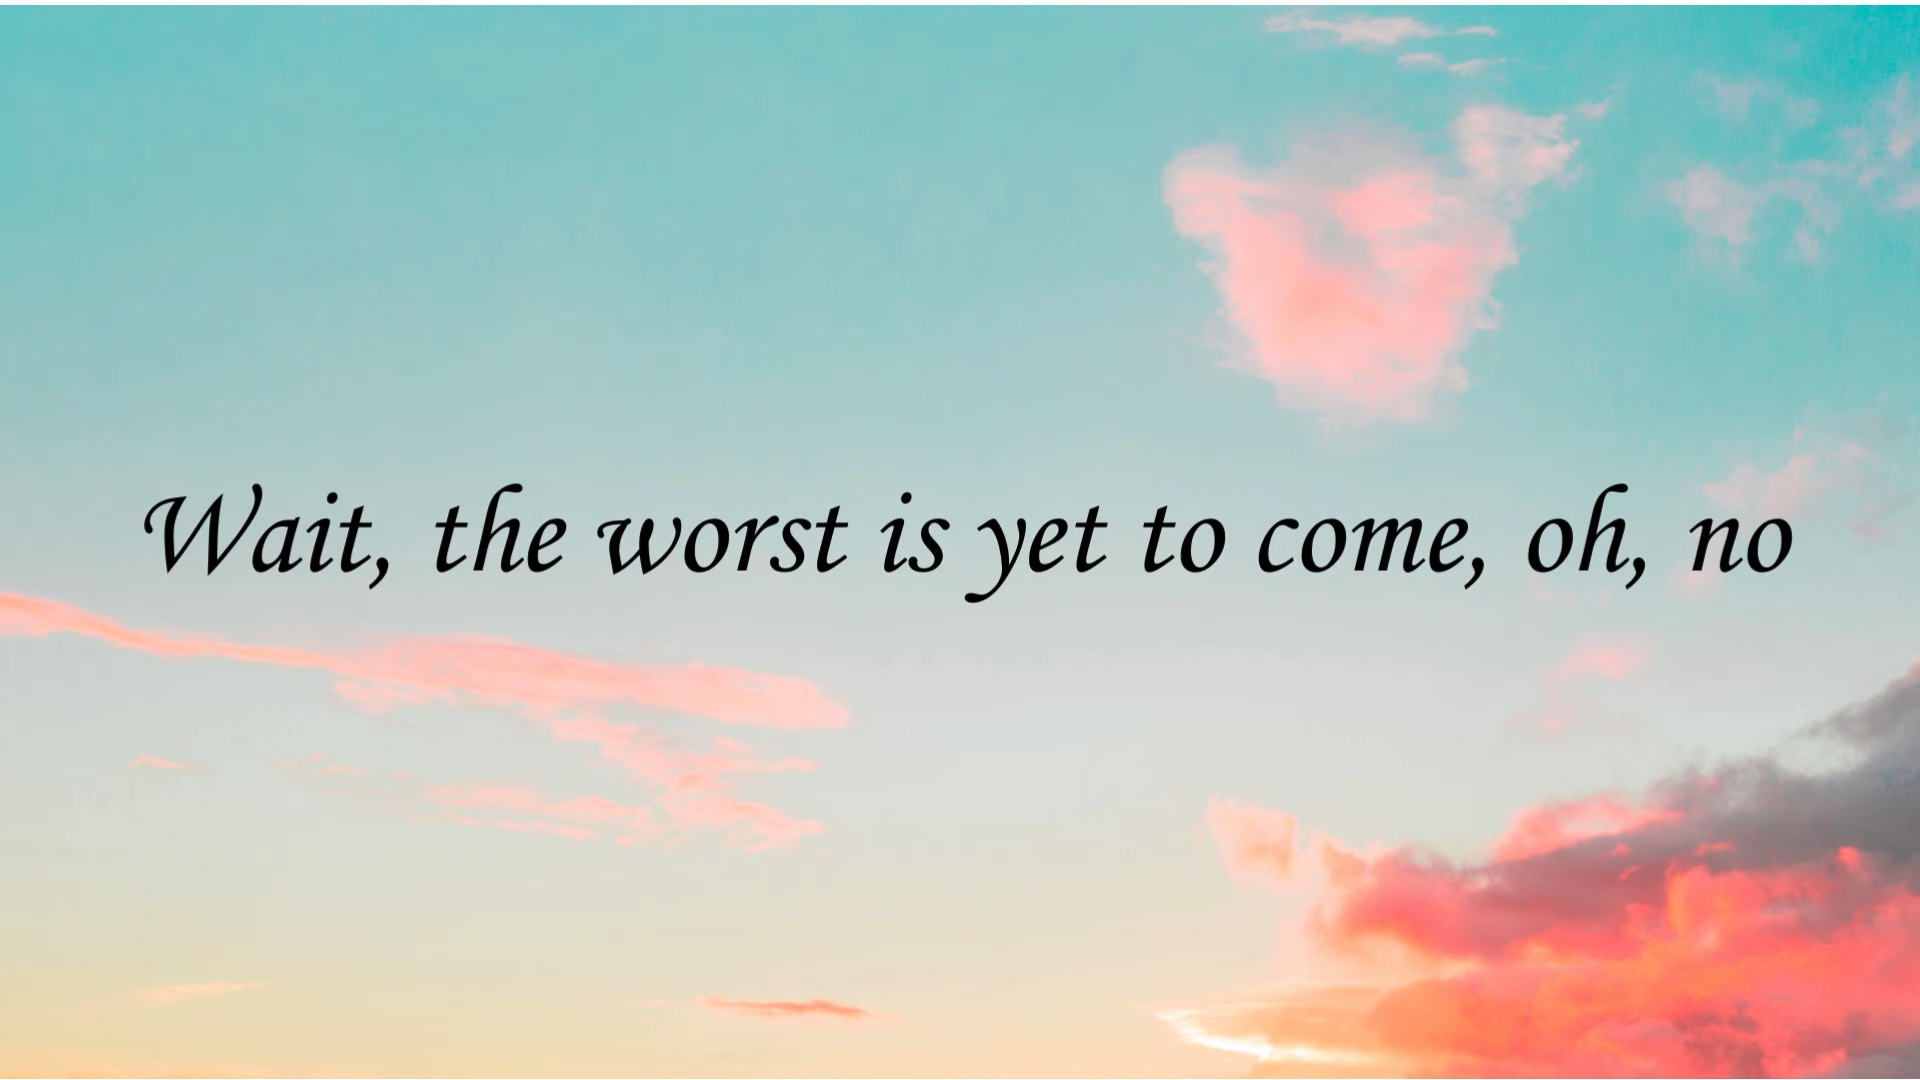 Wait, the worst is yet to come, oh, no